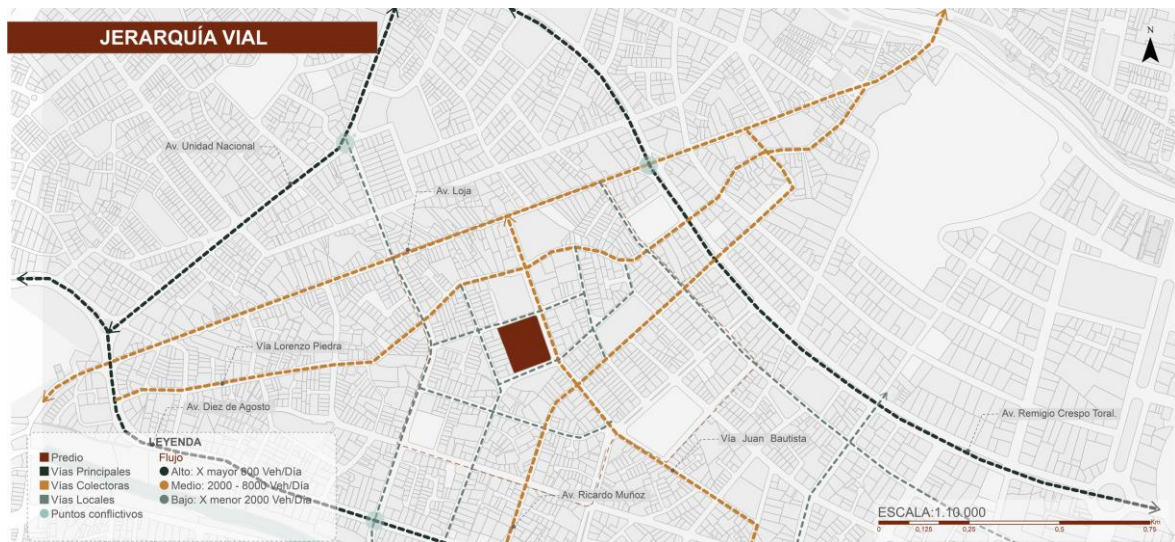 JERARQUÍA VIAL
N
Av. Unidad Nacional
Av. Loja
Vía Lorenzo Piedra
Av. Diez de Agosto
Av. Remigio Crespo Toral.
Vía Juan Bautista
Av. Ricardo Muñoz
LEYENDA
Predio
Vías Principales
Vías Colectoras
Vías Locales
Puntos conflictivos
Flujo
Alto: X mayor 800 Veh/Día
Medio: 2000 - 8000 Veh/Día
Bajo: X menor 2000 Veh/Día
ESCALA:1.10 000
0 0,125 0,25 0,5 0,75
Km